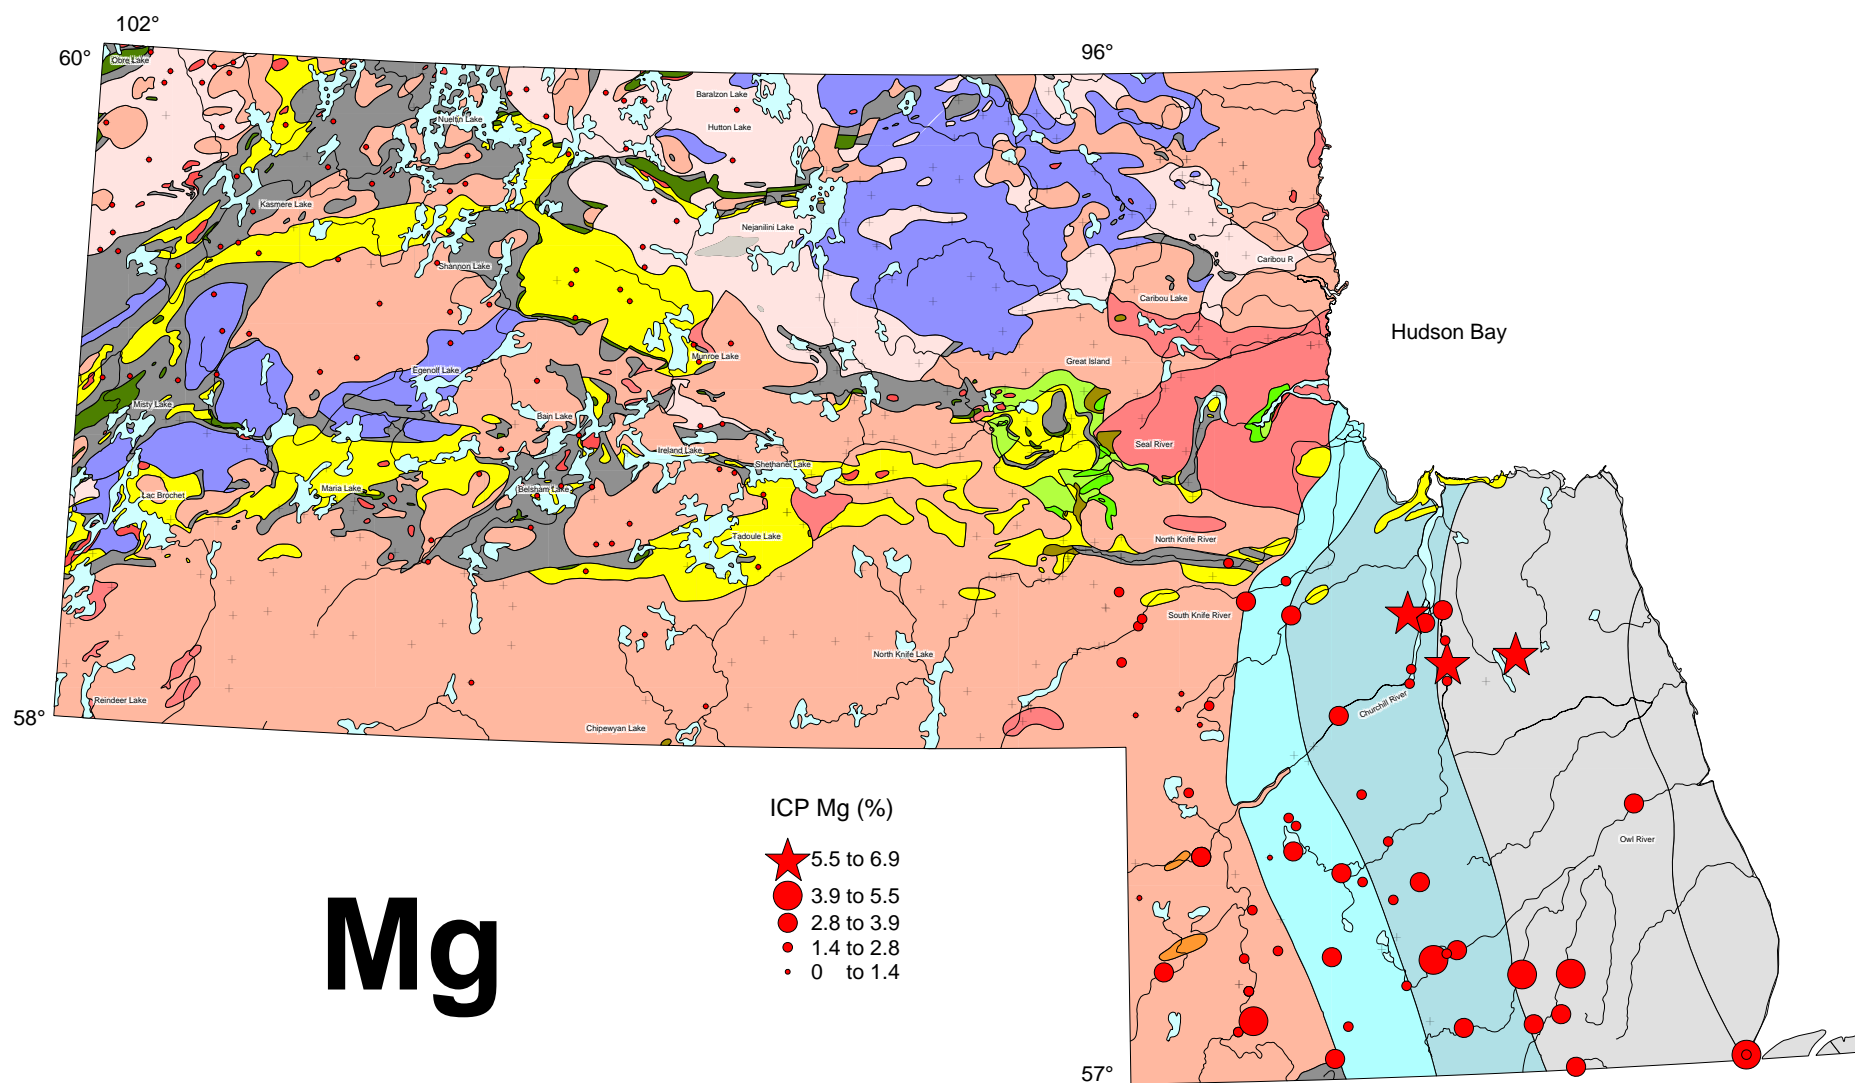 102°
60°
96°
Obre Lake
Baralzon Lake
Nueltin Lake
Hutton Lake
Kasmere Lake
Nejanilini Lake
Shannon Lake
Caribou R
Caribou Lake
Hudson Bay
Munroe Lake
Great Island
Egenolf Lake
Misty Lake
Bain Lake
Seal River
Ireland Lake
Shethanei Lake
Lac Brochet
Maria Lake
Belsham Lake
Tadoule Lake
North Knife River
South Knife River
North Knife Lake
Reindeer Lake
Churchill River
58°
Chipewyan Lake
ICP Mg (%)
5.5 to 6.9
3.9 to 5.5
2.8 to 3.9
1.4 to 2.8
0 to 1.4
Owl River
Mg
57°